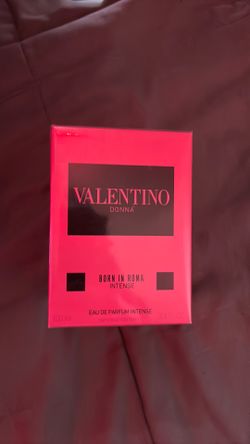 VALENTINO
DONNA
BORN IN ROMA
INTENSE
EAU DE PARFUM INTENSE